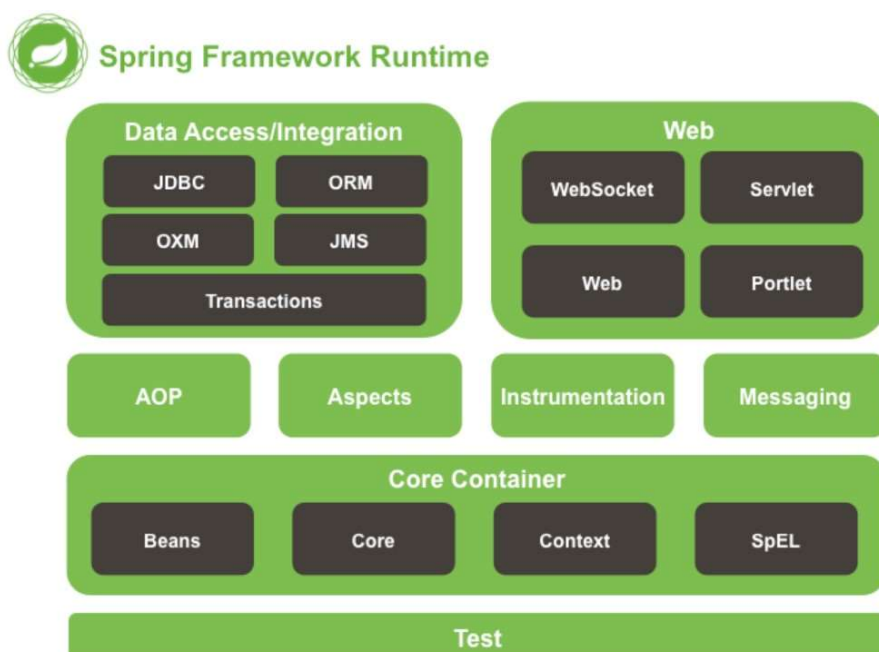 Spring Framework Runtime
Data Access/Integration
JDBC
ORM
OXM
JMS
Transactions
Web
WebSocket
Servlet
Web
Portlet
AOP
Aspects
Instrumentation
Messaging
Core Container
Beans
Core
Context
SpEL
Test